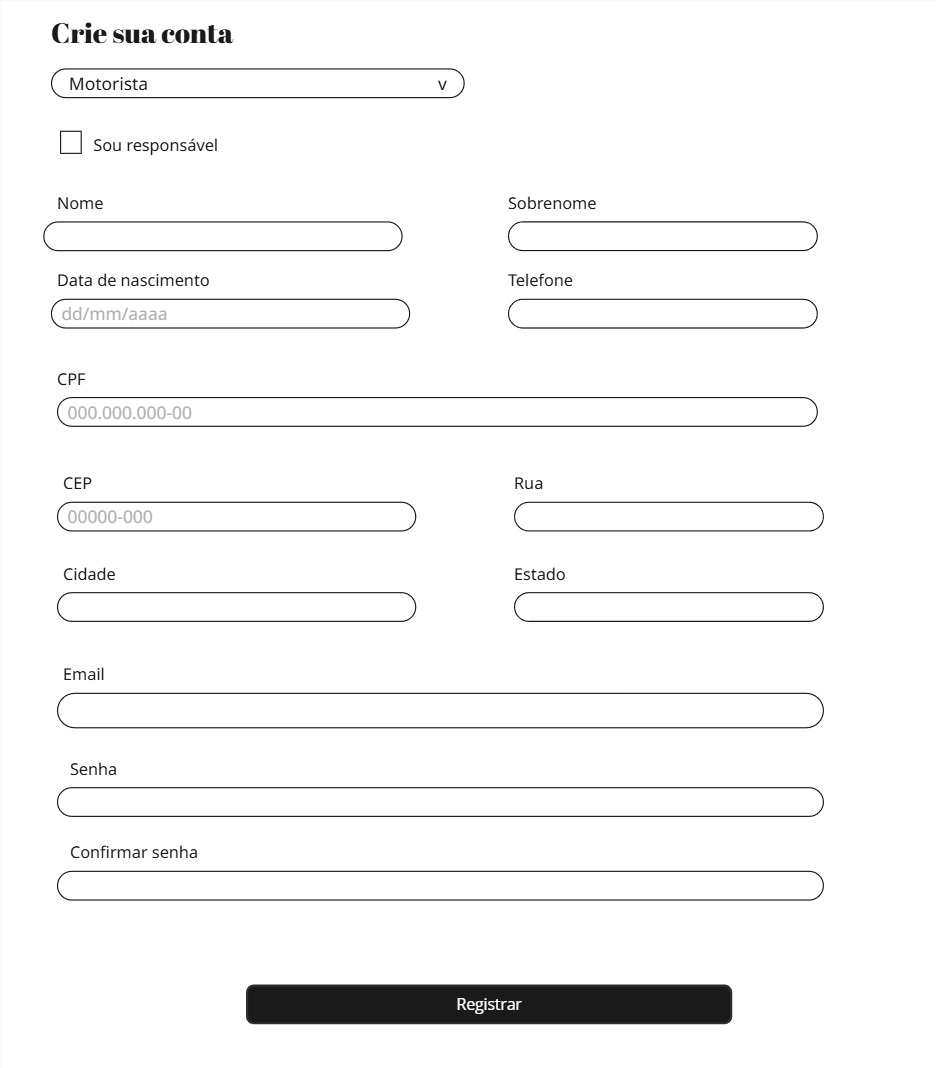 Crie sua conta
Motorista v
Sou responsável
Nome
Sobrenome
Data de nascimento
Telefone
dd/mm/aaaa
CPF
000.000.000-00
CEP
Rua
00000-000
Cidade
Estado
Email
Senha
Confirmar senha
Registrar